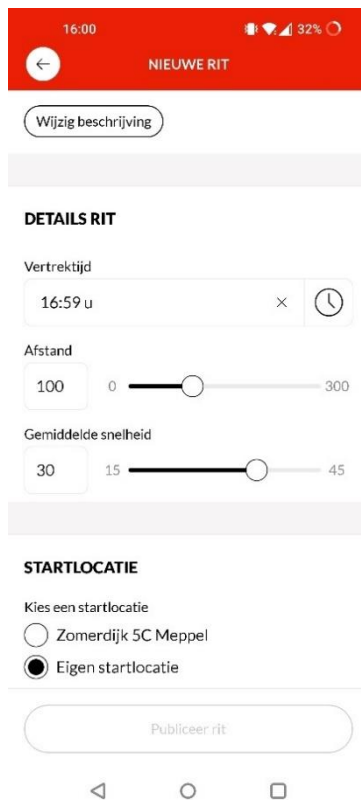 16:00 32%
NIEUWE RIT
Wijzig beschrijving
DETAILS RIT
Vertrektijd
16:59 u
Afstand
100 0 300
Gemiddelde snelheid
30 15 45
STARTLOCATIE
Kies een startlocatie
Zomerdijk 5C Meppel
Eigen startlocatie
Publiceer rit